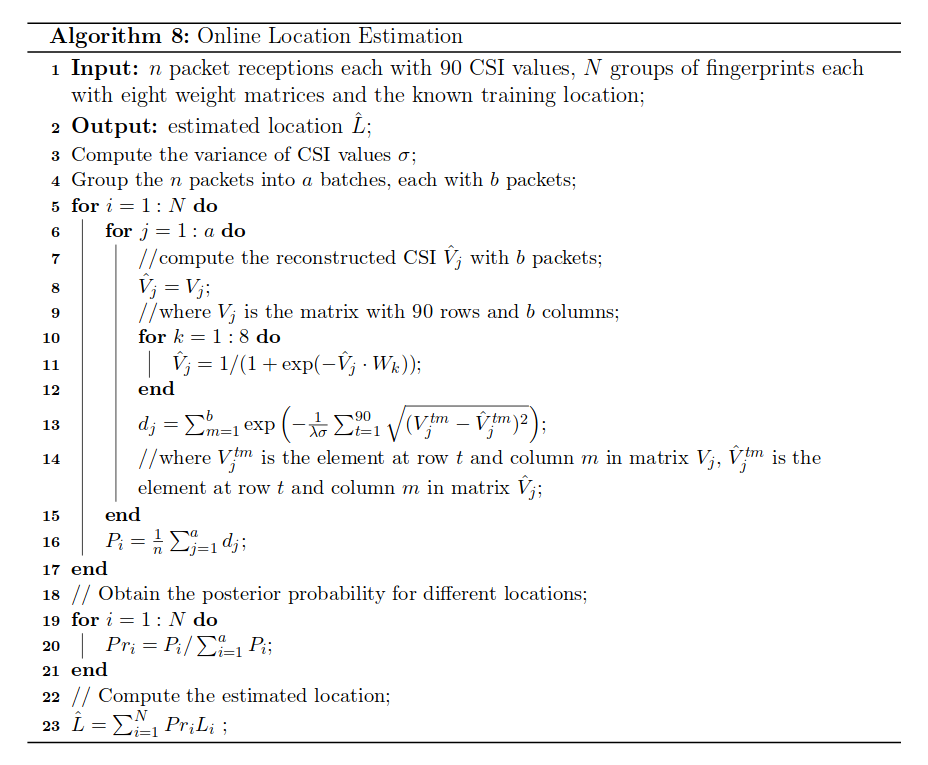 Algorithm 8: Online Location Estimation
1 Input: n packet receptions each with 90 CSI values, N groups of fingerprints each
with eight weight matrices and the known training location;
2 Output: estimated location L̂;
3 Compute the variance of CSI values σ;
4 Group the n packets into a batches, each with b packets;
5 for i = 1 : N do
6 for j = 1 : a do
7 //compute the reconstructed CSI V̂_j with b packets;
8 V̂_j = V_j;
9 //where V_j is the matrix with 90 rows and b columns;
10 for k = 1 : 8 do
11 V̂_j = 1/(1 + exp(−V̂_j · W_k));
12 end
13 d_j = ∑_{m=1}^{b} exp(−\frac{1}{λσ} ∑_{t=1}^{90} \sqrt{(V_j^{tm} − V̂_j^{tm})^2});
14 //where V_j^{tm} is the element at row t and column m in matrix V_j, V̂_j^{tm} is the
element at row t and column m in matrix V̂_j;
15 end
16 P_i = \frac{1}{n} ∑_{j=1}^{a} d_j;
17 end
18 // Obtain the posterior probability for different locations;
19 for i = 1 : N do
20 Pr_i = P_i/ ∑_{i=1}^{a} P_i;
21 end
22 // Compute the estimated location;
23 L̂ = ∑_{i=1}^{N} Pr_i L_i ;